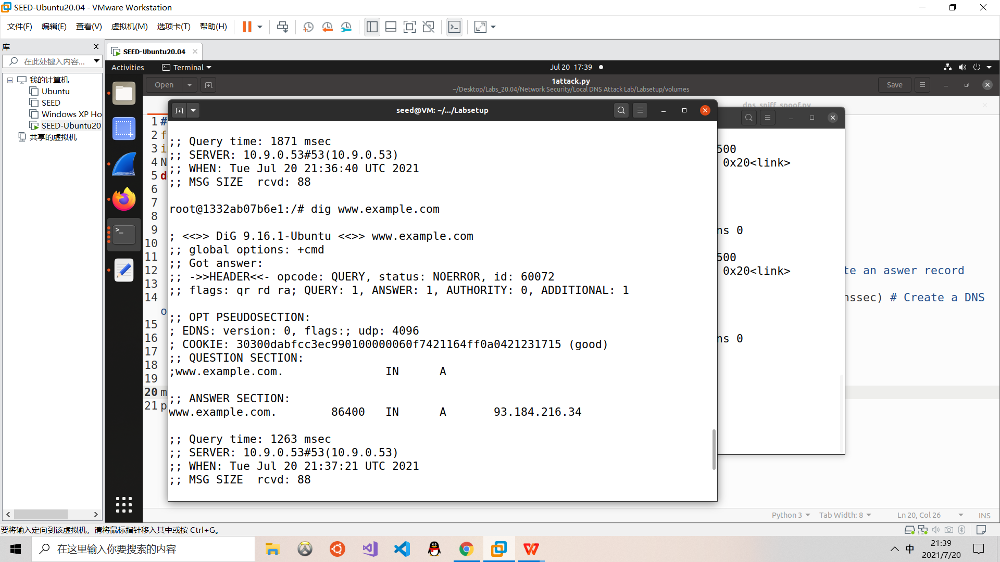 SEED-Ubuntu20.04 - VMware Workstation
文件(F) 编辑(E) 查看(V) 虚拟机(M) 选项卡(T) 帮助(H)
库
在此处键入内容...
我的计算机
Ubuntu
SEED
Windows XP Ho
SEED-Ubuntu20
共享的虚拟机
SEED-Ubuntu20.04
Activities Terminal Jul 20 17:39
Open 1attack.py Save
~/Desktop/Labs_20.04/Network Security/Local DNS Attack Lab/Labsetup/volumes
dns_sniff_spoof.py
seed@VM: ~/.../Labsetup
1 #
2 f
3 i
4 N
5 d
6
7
8
9
10
11
12
13
14
o
15
16
17
18
19
20 m
21 p
;; Query time: 1871 msec
;; SERVER: 10.9.0.53#53(10.9.0.53)
;; WHEN: Tue Jul 20 21:36:40 UTC 2021
;; MSG SIZE  rcvd: 88
root@1332ab07b6e1:/# dig www.example.com
; <<>> DiG 9.16.1-Ubuntu <<>> www.example.com
;; global options: +cmd
;; Got answer:
;; ->>HEADER<<- opcode: QUERY, status: NOERROR, id: 60072
;; flags: qr rd ra; QUERY: 1, ANSWER: 1, AUTHORITY: 0, ADDITIONAL: 1
;; OPT PSEUDOSECTION:
; EDNS: version: 0, flags:; udp: 4096
; COOKIE: 30300dabfcc3ec990100000060f7421164ff0a0421231715 (good)
;; QUESTION SECTION:
;www.example.com. IN A
;; ANSWER SECTION:
www.example.com. 86400 IN A 93.184.216.34
;; Query time: 1263 msec
;; SERVER: 10.9.0.53#53(10.9.0.53)
;; WHEN: Tue Jul 20 21:37:21 UTC 2021
;; MSG SIZE  rcvd: 88
500
0x20<link>
ns 0
500
0x20<link>
ns 0
te an aswer record
nssec) # Create a DNS
Python 3 Tab Width: 8 Ln 20, Col 26 INS
要将输入定向到该虚拟机，请将鼠标指针移入其中或按 Ctrl+G。
在这里输入你要搜索的内容
中
21:39
2021/7/20